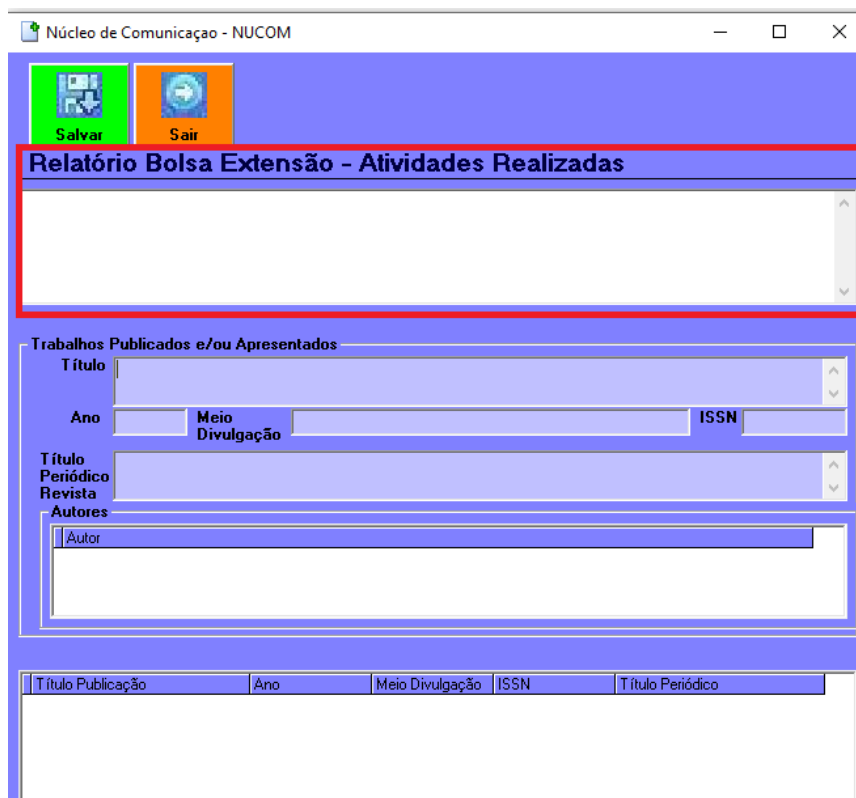 Núcleo de Comunicaçao - NUCOM
Salvar Sair
Relatório Bolsa Extensão - Atividades Realizadas
Trabalhos Publicados e/ou Apresentados
Título
Ano Meio Divulgação ISSN
Título
Periódico
Revista
Autores
Autor
Título Publicação Ano Meio Divulgação ISSN Título Periódico